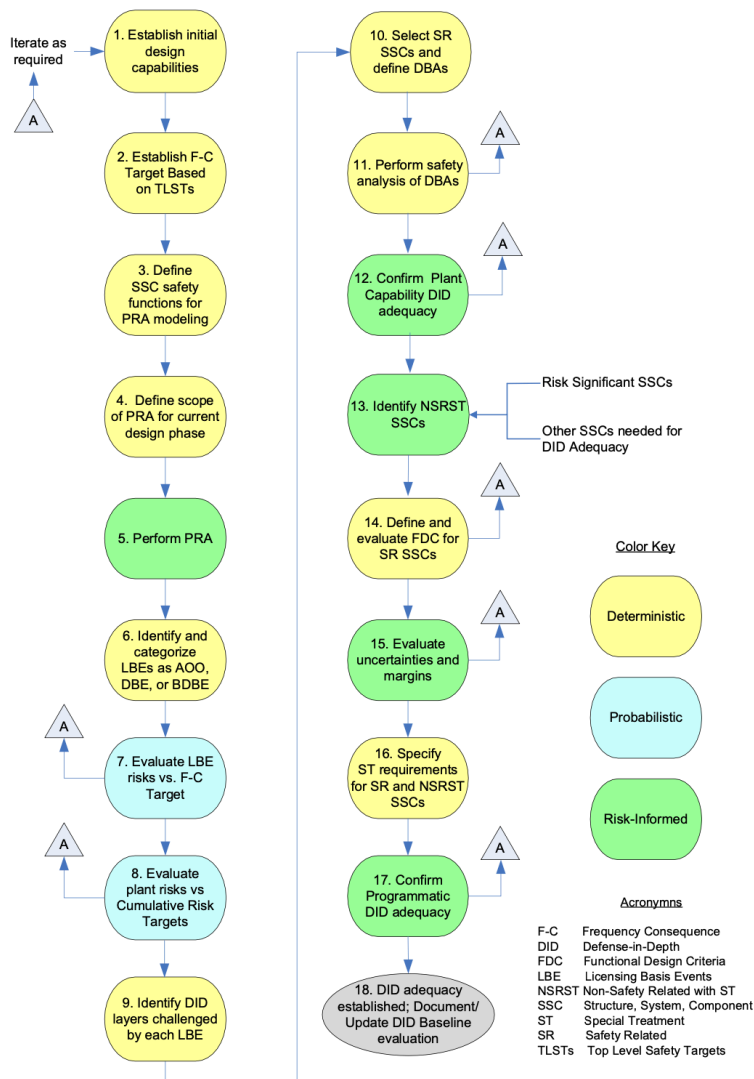 Iterate as
required
A
1. Establish initial
design
capabilities
2. Establish F-C
Target Based
on TLSTs
3. Define
SSC safety
functions for
PRA modeling
4. Define scope
of PRA for current
design phase
5. Perform PRA
6. Identify and
categorize
LBEs as AOO,
DBE, or BDBE
A
7. Evaluate LBE
risks vs. F-C
Target
A
8. Evaluate
plant risks vs
Cumulative Risk
Targets
9. Identify DID
layers challenged
by each LBE
10. Select SR
SSCs and
define DBAs
A
11. Perform safety
analysis of DBAs
A
12. Confirm Plant
Capability DID
adequacy
13. Identify NSRST
SSCs
Risk Significant SSCs
Other SSCs needed for
DID Adequacy
A
14. Define and
evaluate FDC for
SR SSCs
A
15. Evaluate
uncertainties and
margins
16. Specify
ST requirements
for SR and NSRST
SSCs
A
17. Confirm
Programmatic
DID adequacy
18. DID adequacy
established; Document/
Update DID Baseline
evaluation
Color Key
Deterministic
Probabilistic
Risk-Informed
Acronymns
F-C Frequency Consequence
DID Defense-in-Depth
FDC Functional Design Criteria
LBE Licensing Basis Events
NSRST Non-Safety Related with ST
SSC Structure, System, Component
ST Special Treatment
SR Safety Related
TLSTs Top Level Safety Targets